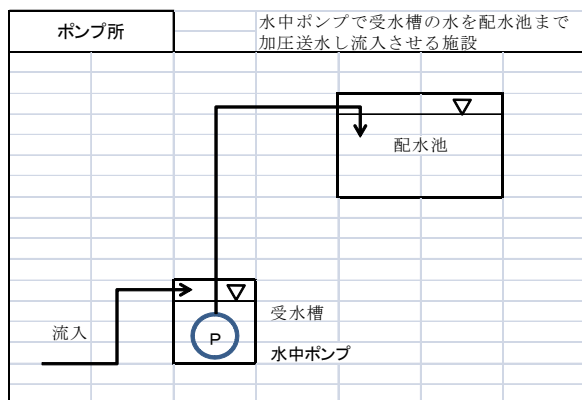 ポンプ所
水中ポンプで受水槽の水を配水池まで
加圧送水し流入させる施設
配水池
受水槽
流入
P
水中ポンプ